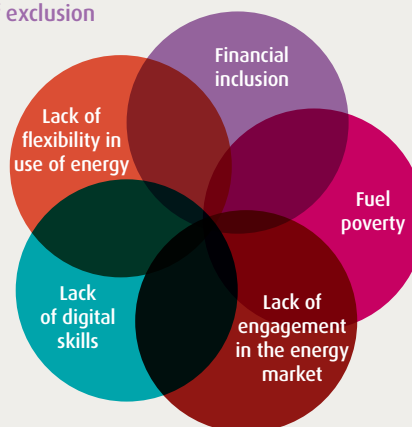 exclusion
Financial
inclusion
Lack of
flexibility in
use of energy
Fuel
poverty
Lack
of digital
skills
Lack of
engagement
in the energy
market